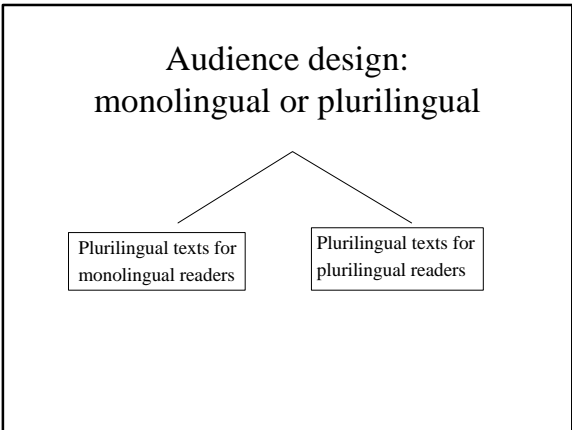 Audience design:
monolingual or plurilingual
Plurilingual texts for
monolingual readers
Plurilingual texts for
plurilingual readers